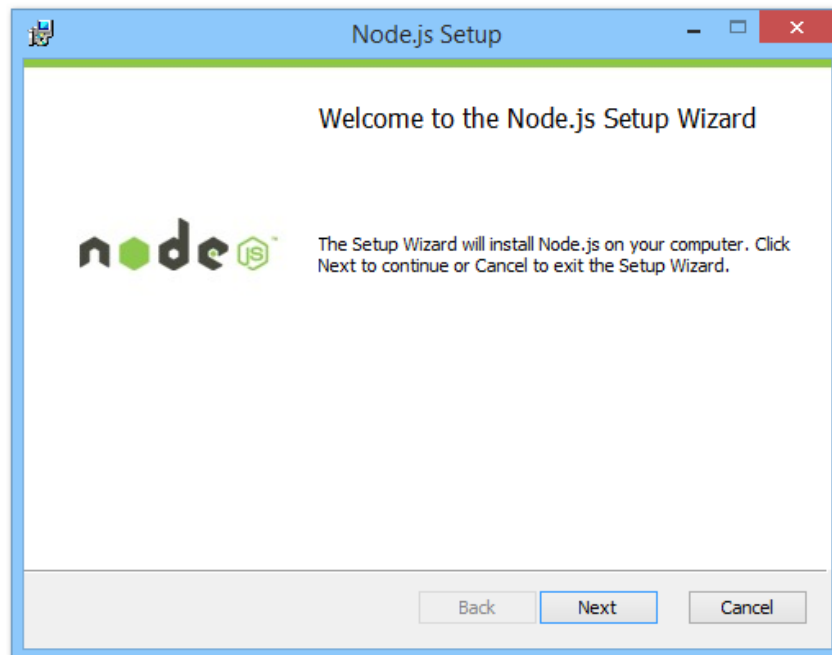 Node.js Setup
Welcome to the Node.js Setup Wizard
node JS™
The Setup Wizard will install Node.js on your computer. Click
Next to continue or Cancel to exit the Setup Wizard.
Back
Next
Cancel